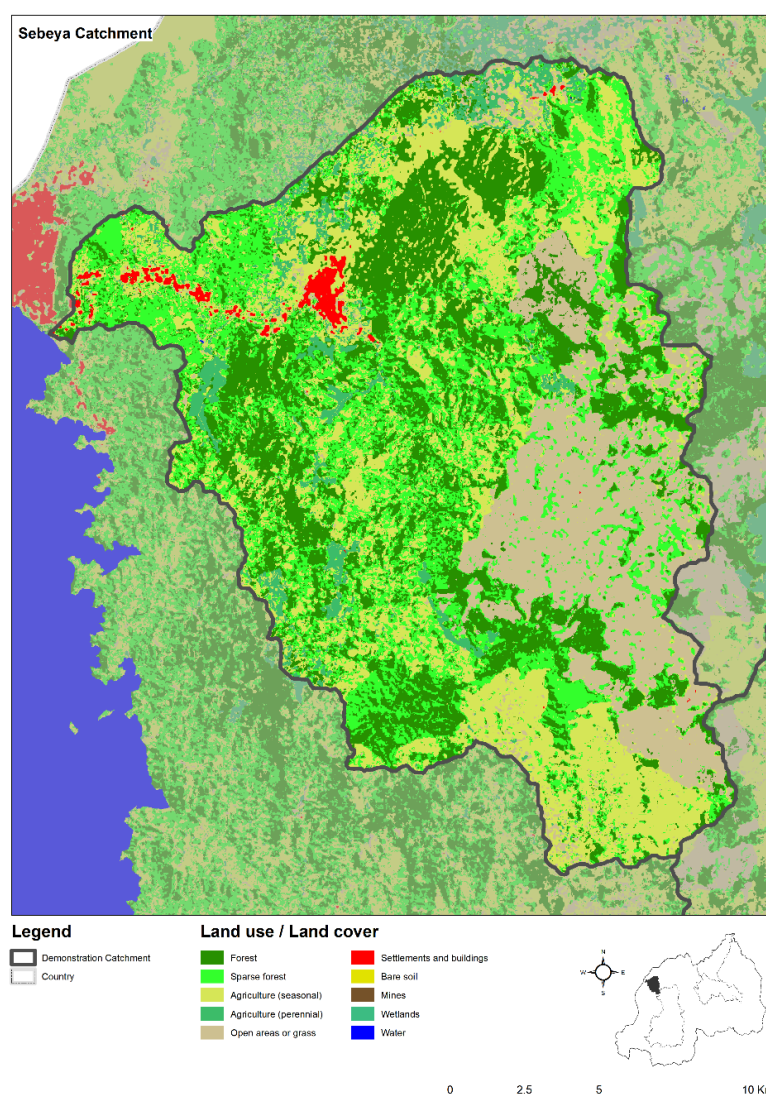 Sebeya Catchment
Legend
Demonstration Catchment
Country
Land use / Land cover
Forest
Sparse forest
Agriculture (seasonal)
Agriculture (perennial)
Open areas or grass
Settlements and buildings
Bare soil
Mines
Wetlands
Water
N
W E
S
0 2.5 5 10 K